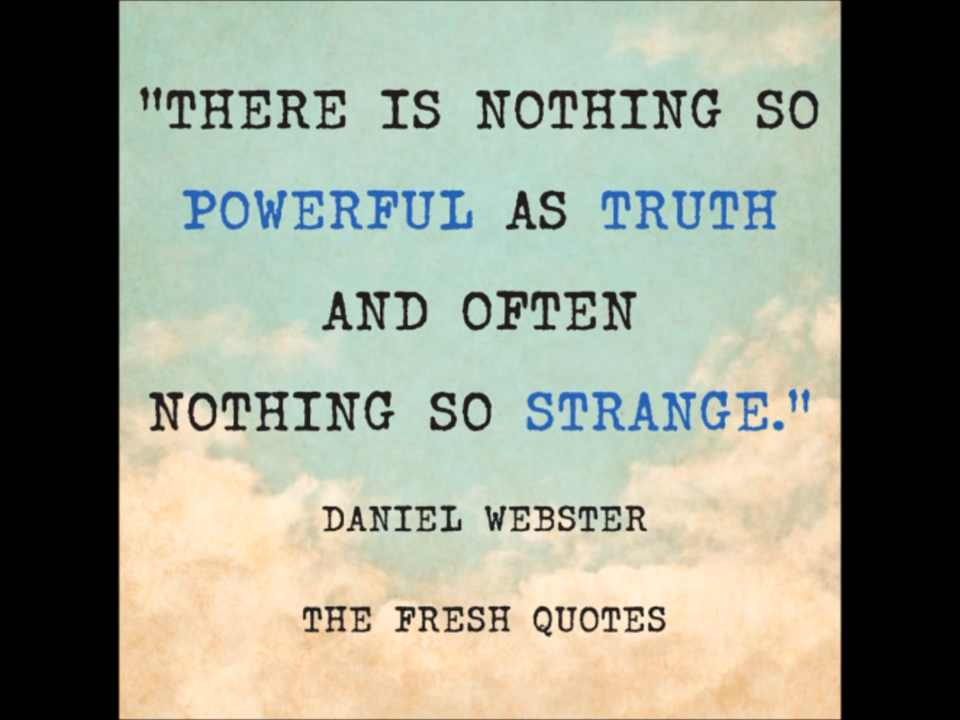 "THERE IS NOTHING SO
POWERFUL AS TRUTH
AND OFTEN
NOTHING SO STRANGE."
DANIEL WEBSTER
THE FRESH QUOTES